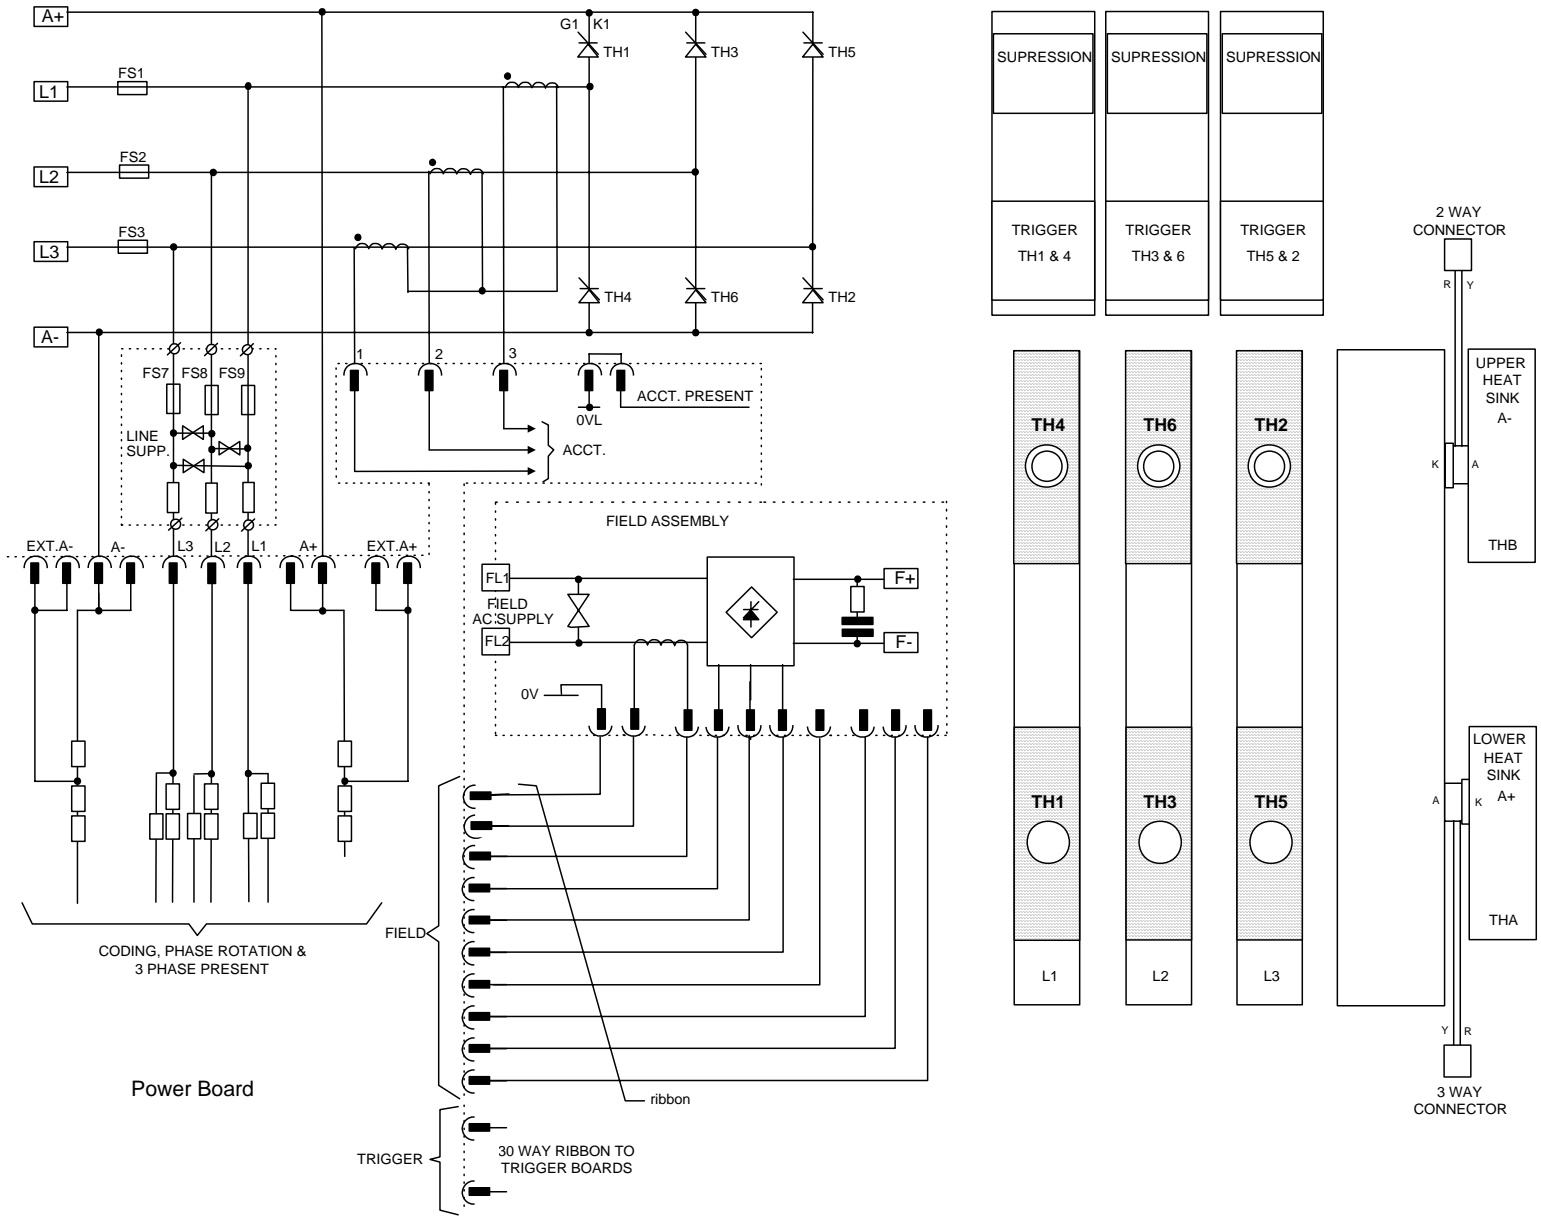 A+
G1 K1
TH1
TH3
TH5
L1
FS1
L2
FS2
L3
FS3
TH4
TH6
TH2
A-
1
2
3
FS7 FS8 FS9
LINE
SUPP.
ACCT. PRESENT
0VL
ACCT.
EXT.A-
A-
L3
L2
L1
A+
EXT.A+
FIELD ASSEMBLY
FL1
FIELD
AC SUPPLY
FL2
F+
F-
0V
CODING, PHASE ROTATION &
3 PHASE PRESENT
FIELD
ribbon
Power Board
TRIGGER
30 WAY RIBBON TO
TRIGGER BOARDS
SUPRESSION
SUPRESSION
SUPRESSION
TRIGGER
TH1 & 4
TRIGGER
TH3 & 6
TRIGGER
TH5 & 2
TH4
TH6
TH2
TH1
TH3
TH5
L1
L2
L3
2 WAY
CONNECTOR
R Y
UPPER
HEAT
SINK
A-
K A
THB
LOWER
HEAT
SINK
A+
A K
THA
Y R
3 WAY
CONNECTOR